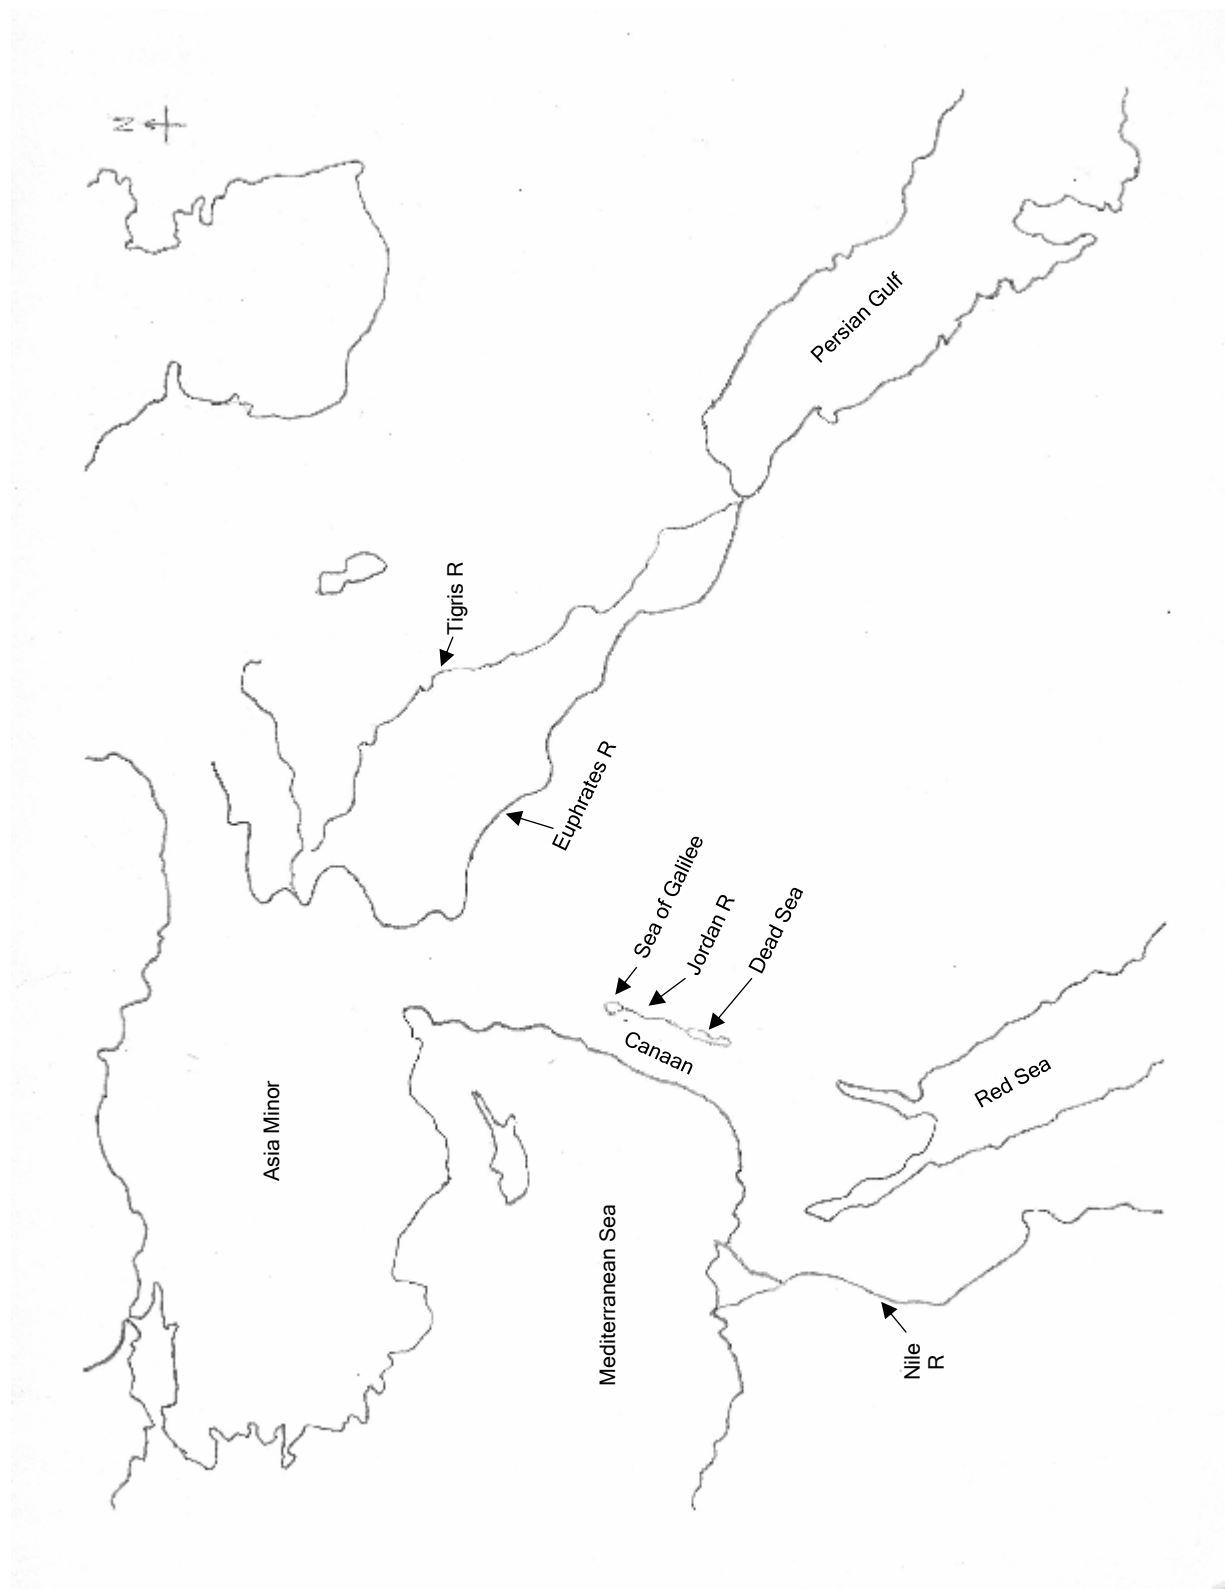 N
Asia Minor
Tigris R
Euphrates R
Mediterranean Sea
Sea of Galilee
Jordan R
Dead Sea
Canaan
Persian Gulf
Nile
R
Red Sea